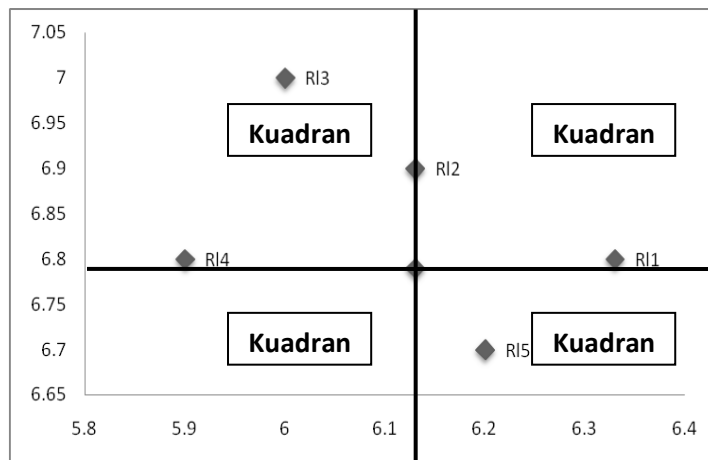 7.05
7
RI3
6.95
Kuadran
Kuadran
6.9
RI2
6.85
6.8
RI4
RI1
6.75
Kuadran
Kuadran
6.7
RI5
6.65
5.8 5.9 6 6.1 6.2 6.3 6.4